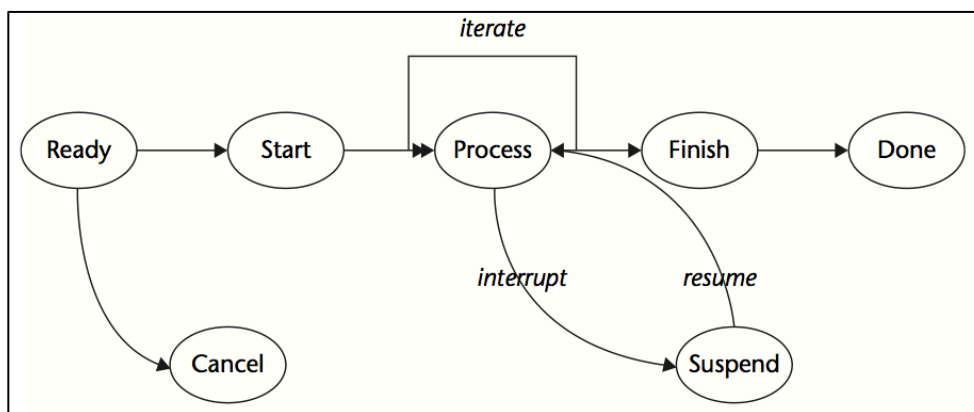 iterate
Ready
Start
Process
Finish
Done
interrupt
resume
Cancel
Suspend